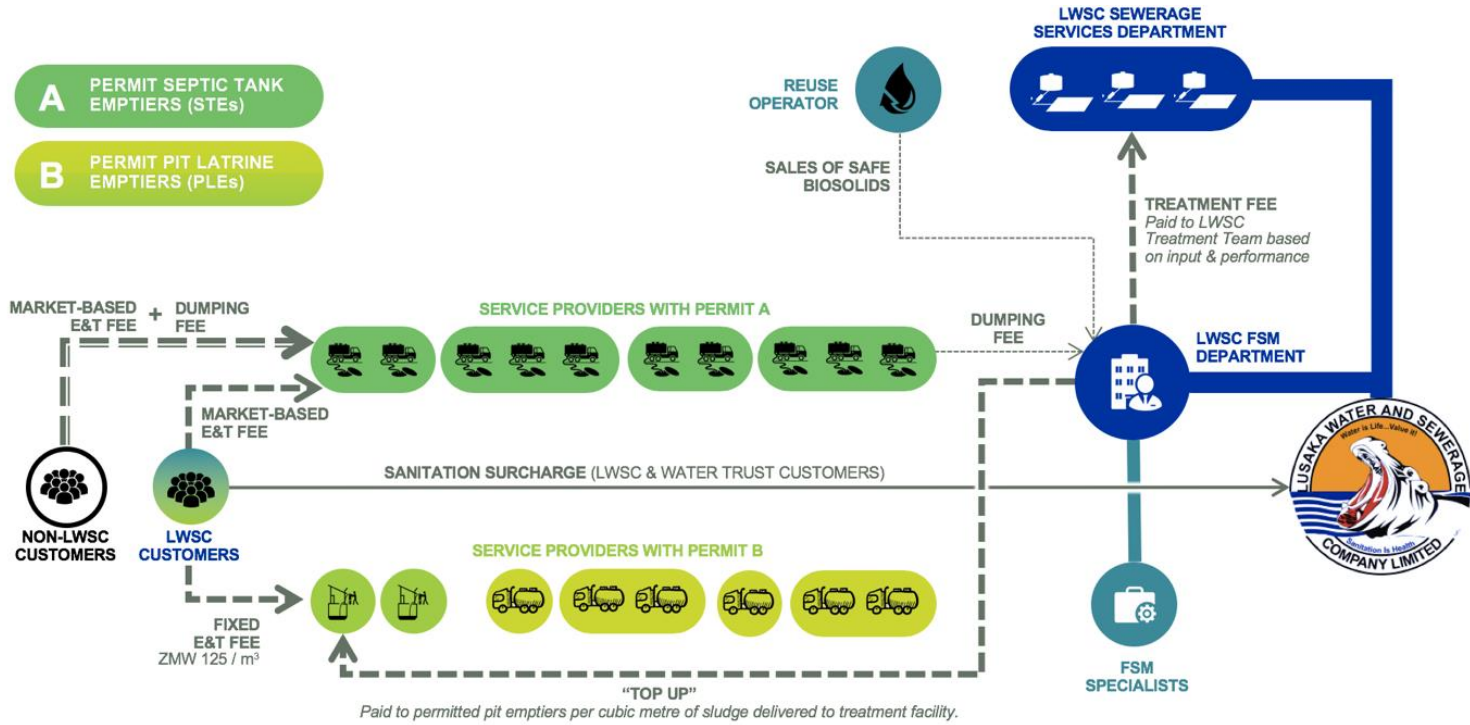 LWSC SEWERAGE
SERVICES DEPARTMENT
A
PERMIT SEPTIC TANK
EMPTIERS (STEs)
B
PERMIT PIT LATRINE
EMPTIERS (PLEs)
REUSE
OPERATOR
SALES OF SAFE
BIOSOLIDS
TREATMENT FEE
Paid to LWSC
Treatment Team based
on input & performance
MARKET-BASED
E&T FEE
+
DUMPING
FEE
SERVICE PROVIDERS WITH PERMIT A
DUMPING
FEE
LWSC FSM
DEPARTMENT
MARKET-BASED
E&T FEE
SANITATION SURCHARGE (LWSC & WATER TRUST CUSTOMERS)
NON-LWSC
CUSTOMERS
LWSC
CUSTOMERS
LUSAKA WATER AND SEWERAGE
Water is Life...Value it!
Sanitation is Health
COMPANY LIMITED
SERVICE PROVIDERS WITH PERMIT B
FIXED
E&T FEE
ZMW 125 / m³
FSM
SPECIALISTS
“TOP UP”
Paid to permitted pit emptiers per cubic metre of sludge delivered to treatment facility.